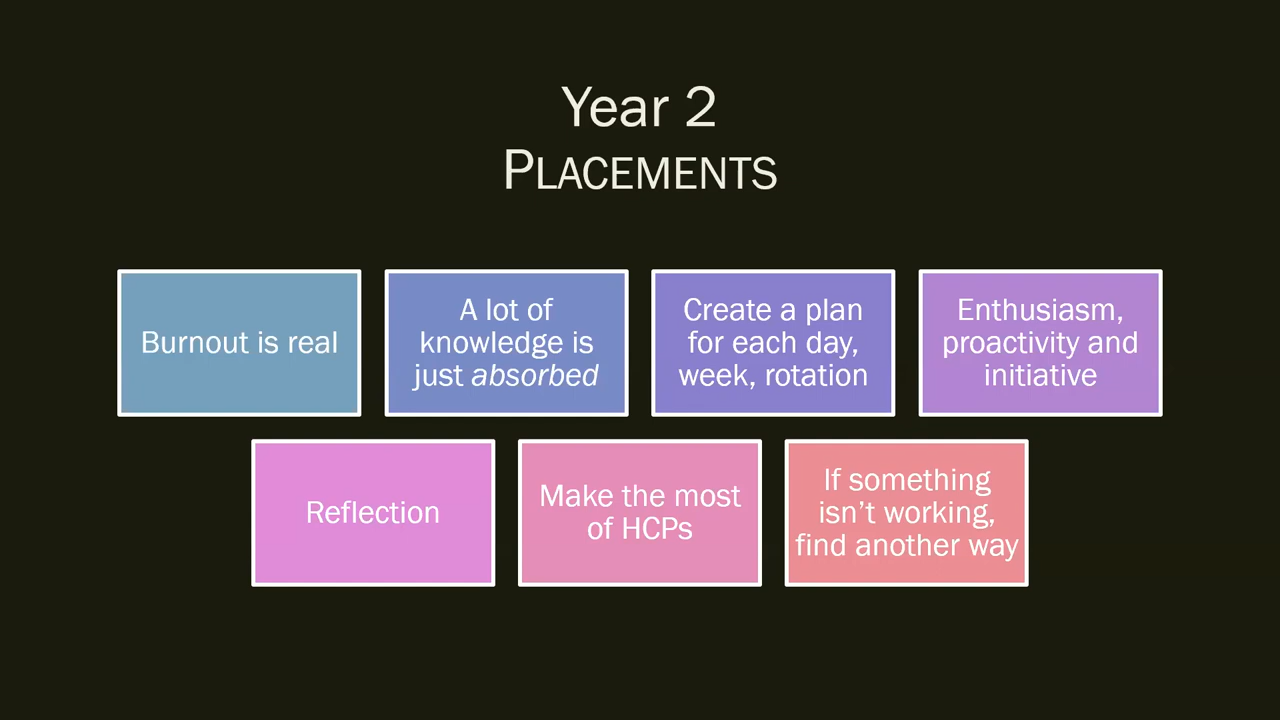 Year 2
PLACEMENTS
Burnout is real
A lot of
knowledge is
just absorbed
Create a plan
for each day,
week, rotation
Enthusiasm,
proactivity and
initiative
Reflection
Make the most
of HCPs
If something
isn’t working,
find another way